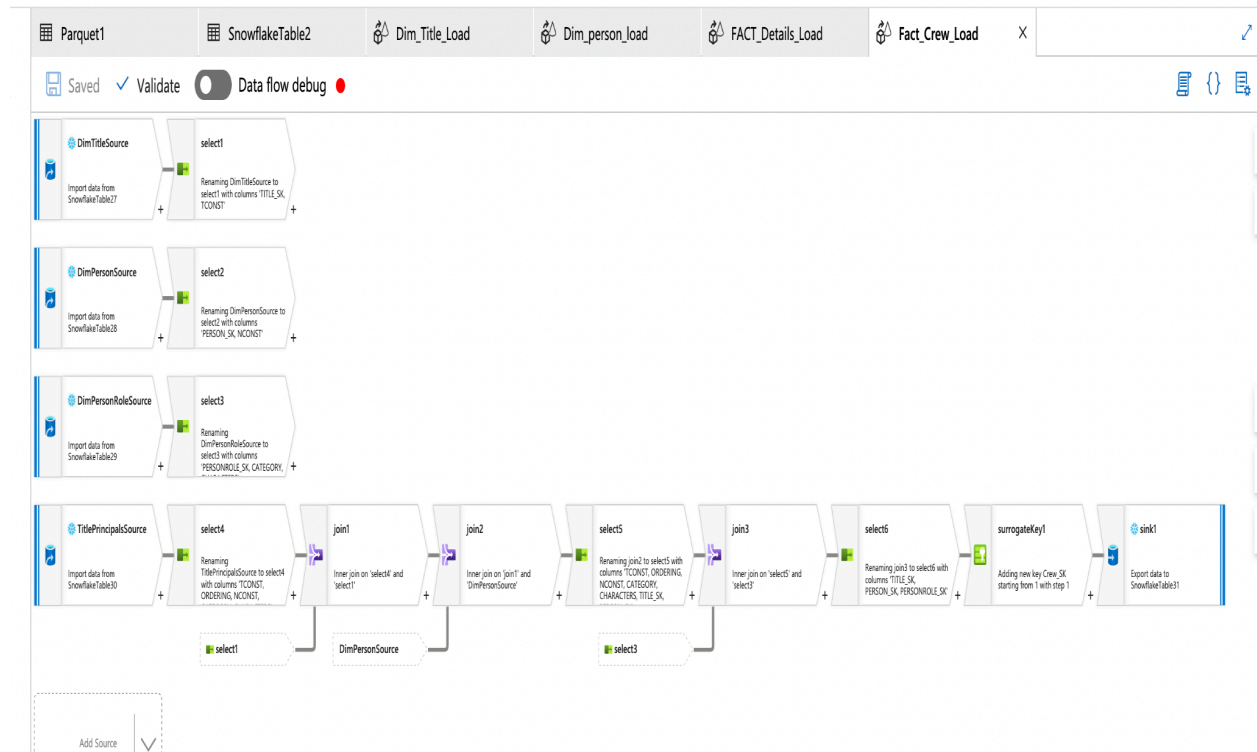 Parquet1
SnowflakeTable2
Dim_Title_Load
Dim_person_load
FACT_Details_Load
Fact_Crew_Load
X
Saved
Validate
Data flow debug
{}
DimTitleSource
Import data from
SnowflakeTable27
+
select1
Renaming DimTitleSource to
select1 with columns 'TITLE_SK,
TCONST'
+
DimPersonSource
Import data from
SnowflakeTable28
+
select2
Renaming DimPersonSource to
select2 with columns
'PERSON_SK, NCONST'
+
DimPersonRoleSource
Import data from
SnowflakeTable29
+
select3
Renaming
DimPersonRoleSource to
select3 with columns
'PERSONROLE_SK, CATEGORY,
+
TitlePrincipalsSource
Import data from
SnowflakeTable30
+
select4
Renaming
TitlePrincipalsSource to select4
with columns 'TCONST,
ORDERING, NCONST,
+
join1
Inner join on 'select4' and
'select1'
+
join2
Inner join on 'join1' and
'DimPersonSource'
+
select5
Renaming join2 to select5 with
columns 'TCONST, ORDERING,
NCONST, CATEGORY,
CHARACTERS, TITLE_SK,
+
join3
Inner join on 'select5' and
'select3'
+
select6
Renaming join3 to select6 with
columns 'TITLE_SK,
PERSON_SK, PERSONROLE_SK'
+
surrogateKey1
Adding new key Crew_SK
starting from 1 with step 1
+
sink1
Export data to
SnowflakeTable31
select1
DimPersonSource
select3
Add Source